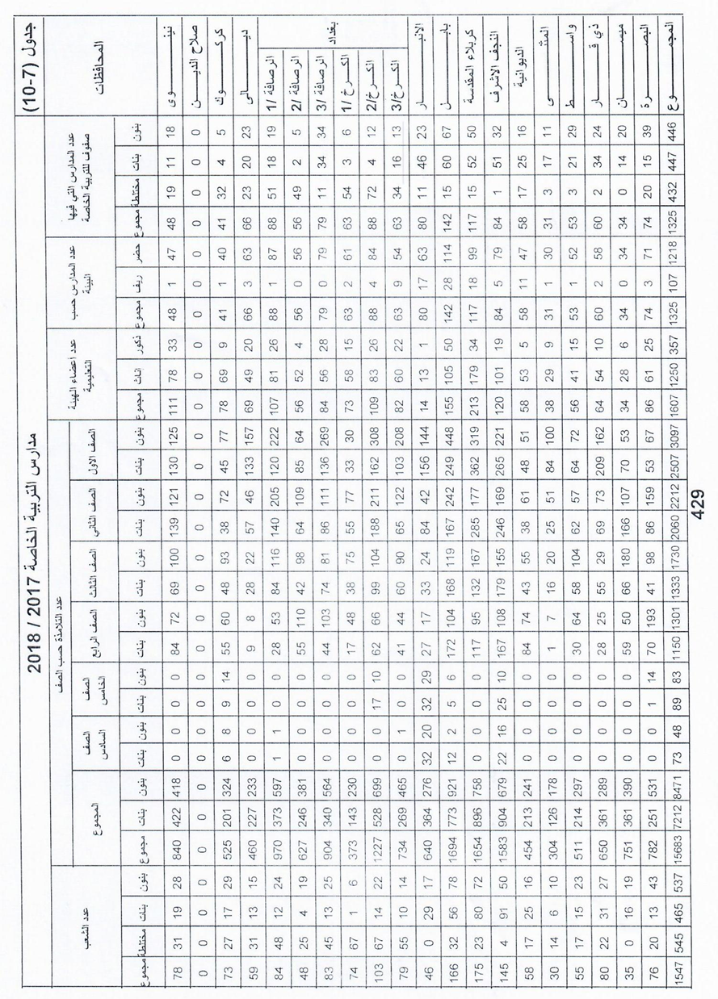 جدول (7-10)
مدارس التربية الخاصة 2017 / 2018
المحافظات | عدد المدارس التي فيها صفوف للتربية الخاصة | عدد المدارس حسب البيئة | عدد أعضاء الهيئة التعليمية | عدد التلامذة حسب الصف | عدد الشعب
الصف الاول | الصف الثاني | الصف الثالث | الصف الرابع | الصف الخامس | الصف السادس | المجموع
بنون | بنات | مختلطة | مجموع | حضر | ريف | مجموع | ذكور | إناث | مجموع | بنون | بنات | بنون | بنات | بنون | بنات | بنون | بنات | بنون | بنات | بنون | بنات | بنون | بنات | مجموع | بنون | بنات | مختلطة | مجموع
نينوى | 18 | 11 | 19 | 48 | 47 | 1 | 48 | 33 | 78 | 111 | 125 | 130 | 121 | 139 | 100 | 69 | 72 | 84 | 0 | 0 | 0 | 0 | 418 | 422 | 840 | 28 | 19 | 31 | 78
صلاح الدين | 0 | 0 | 0 | 0 | 0 | 0 | 0 | 0 | 0 | 0 | 0 | 0 | 0 | 0 | 0 | 0 | 0 | 0 | 0 | 0 | 0 | 0 | 0 | 0 | 0 | 0 | 0 | 0 | 0
كركوك | 5 | 4 | 32 | 41 | 40 | 1 | 41 | 9 | 69 | 78 | 77 | 45 | 72 | 38 | 93 | 48 | 60 | 55 | 14 | 9 | 8 | 6 | 324 | 201 | 525 | 29 | 17 | 27 | 73
ديالى | 23 | 20 | 23 | 66 | 63 | 3 | 66 | 20 | 49 | 69 | 157 | 133 | 46 | 57 | 22 | 28 | 8 | 9 | 0 | 0 | 0 | 0 | 233 | 227 | 460 | 15 | 13 | 31 | 59
بغداد
الرصافة /1 | 19 | 18 | 51 | 88 | 87 | 1 | 88 | 26 | 81 | 107 | 222 | 120 | 205 | 140 | 116 | 84 | 53 | 28 | 0 | 0 | 1 | 1 | 597 | 373 | 970 | 24 | 12 | 48 | 84
الرصافة /2 | 5 | 2 | 49 | 56 | 56 | 0 | 56 | 4 | 52 | 56 | 64 | 85 | 109 | 64 | 98 | 42 | 110 | 55 | 0 | 0 | 0 | 0 | 381 | 246 | 627 | 19 | 4 | 25 | 48
الرصافة /3 | 34 | 34 | 11 | 79 | 79 | 0 | 79 | 28 | 56 | 84 | 269 | 136 | 111 | 86 | 81 | 74 | 103 | 44 | 0 | 0 | 0 | 0 | 564 | 340 | 904 | 25 | 13 | 45 | 83
الكرخ /1 | 6 | 3 | 54 | 63 | 61 | 2 | 63 | 15 | 58 | 73 | 30 | 33 | 77 | 55 | 75 | 38 | 48 | 17 | 0 | 0 | 0 | 0 | 230 | 143 | 373 | 6 | 1 | 67 | 74
الكرخ/2 | 12 | 4 | 72 | 88 | 84 | 4 | 88 | 26 | 83 | 109 | 308 | 162 | 211 | 188 | 104 | 99 | 66 | 62 | 10 | 17 | 0 | 0 | 699 | 528 | 1227 | 22 | 14 | 67 | 103
الكرخ/3 | 13 | 16 | 34 | 63 | 54 | 9 | 63 | 22 | 60 | 82 | 208 | 103 | 122 | 65 | 90 | 60 | 44 | 41 | 0 | 0 | 1 | 0 | 465 | 269 | 734 | 14 | 10 | 55 | 79
الانبار | 23 | 46 | 11 | 80 | 63 | 17 | 80 | 1 | 13 | 14 | 144 | 156 | 42 | 84 | 24 | 33 | 17 | 27 | 29 | 32 | 20 | 32 | 276 | 364 | 640 | 17 | 29 | 0 | 46
بابل | 67 | 60 | 15 | 142 | 114 | 28 | 142 | 50 | 105 | 155 | 448 | 249 | 242 | 167 | 119 | 168 | 104 | 172 | 6 | 5 | 2 | 12 | 921 | 773 | 1694 | 78 | 56 | 32 | 166
كربلاء المقدسة | 50 | 52 | 15 | 117 | 99 | 18 | 117 | 34 | 179 | 213 | 319 | 362 | 177 | 285 | 167 | 132 | 95 | 117 | 0 | 0 | 0 | 0 | 758 | 896 | 1654 | 72 | 80 | 23 | 175
النجف الاشرف | 32 | 51 | 1 | 84 | 79 | 5 | 84 | 19 | 101 | 120 | 221 | 265 | 169 | 246 | 155 | 179 | 108 | 167 | 10 | 25 | 16 | 22 | 679 | 904 | 1583 | 50 | 91 | 4 | 145
الديوانية | 16 | 25 | 17 | 58 | 47 | 11 | 58 | 5 | 53 | 58 | 51 | 48 | 61 | 38 | 55 | 43 | 74 | 84 | 0 | 0 | 0 | 0 | 241 | 213 | 454 | 16 | 25 | 17 | 58
المثنى | 11 | 17 | 3 | 31 | 30 | 1 | 31 | 9 | 29 | 38 | 100 | 84 | 51 | 25 | 20 | 16 | 7 | 1 | 0 | 0 | 0 | 0 | 178 | 126 | 304 | 10 | 6 | 14 | 30
واسط | 29 | 21 | 3 | 53 | 52 | 1 | 53 | 15 | 41 | 56 | 72 | 64 | 57 | 62 | 104 | 58 | 64 | 30 | 0 | 0 | 0 | 0 | 297 | 214 | 511 | 23 | 15 | 17 | 55
ذي قار | 24 | 34 | 2 | 60 | 58 | 2 | 60 | 10 | 54 | 64 | 162 | 209 | 73 | 69 | 29 | 55 | 25 | 28 | 0 | 0 | 0 | 0 | 289 | 361 | 650 | 27 | 31 | 22 | 80
ميسان | 20 | 14 | 0 | 34 | 34 | 0 | 34 | 6 | 28 | 34 | 53 | 70 | 107 | 166 | 180 | 66 | 50 | 59 | 0 | 0 | 0 | 0 | 390 | 361 | 751 | 19 | 16 | 0 | 35
البصرة | 39 | 15 | 20 | 74 | 71 | 3 | 74 | 25 | 61 | 86 | 67 | 53 | 159 | 86 | 98 | 41 | 193 | 70 | 14 | 1 | 0 | 0 | 531 | 251 | 782 | 43 | 13 | 20 | 76
المجموع | 446 | 447 | 432 | 1325 | 1218 | 107 | 1325 | 357 | 1250 | 1607 | 3097 | 2507 | 2212 | 2060 | 1730 | 1333 | 1301 | 1150 | 83 | 89 | 48 | 73 | 8471 | 7212 | 15683 | 537 | 465 | 545 | 1547
429